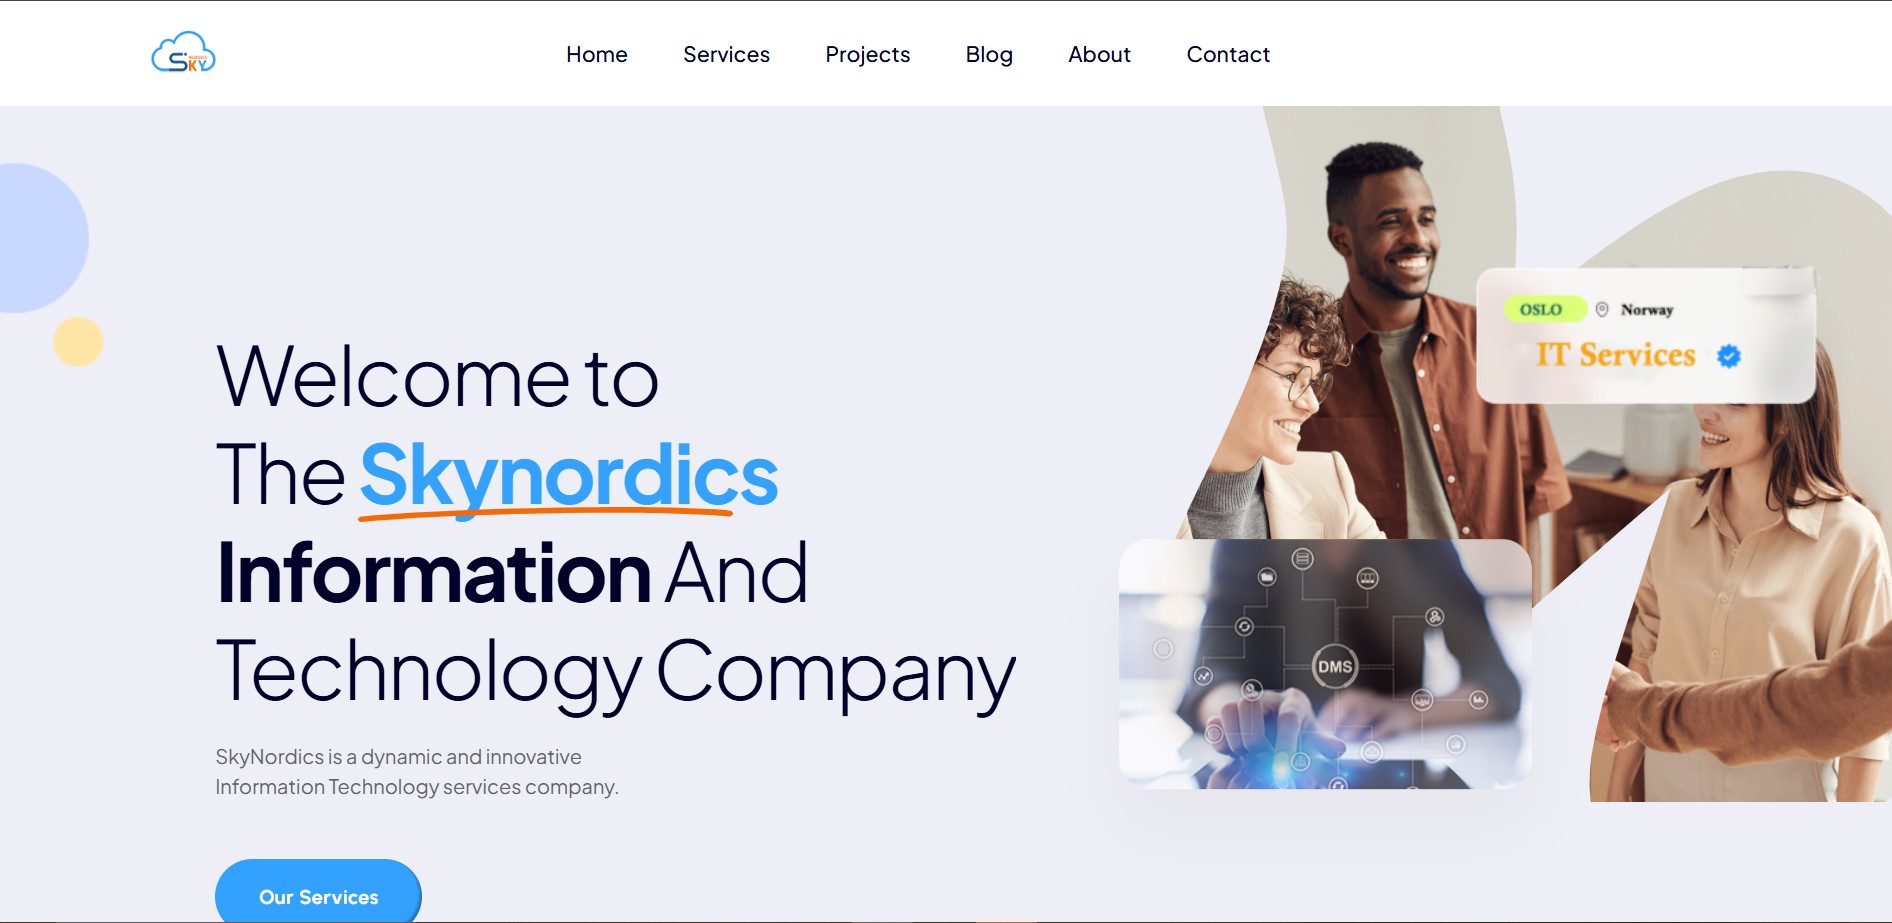 SKY
Home Services Projects Blog About Contact
OSLO Norway
IT Services
Welcome to
The Skynordics
Information And
Technology Company
DMS
SkyNordics is a dynamic and innovative
Information Technology services company.
Our Services